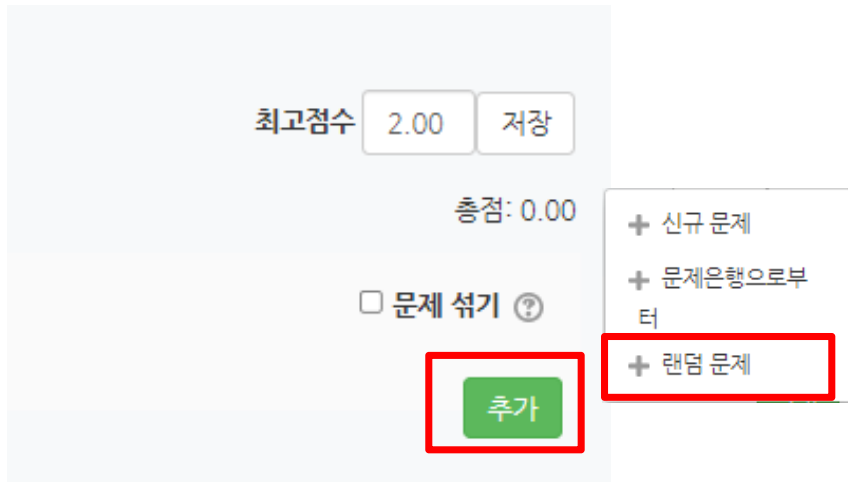 최고점수 2.00 저장
총점: 0.00
문제 섞기
추가
신규 문제
문제은행으로부
터
랜덤 문제